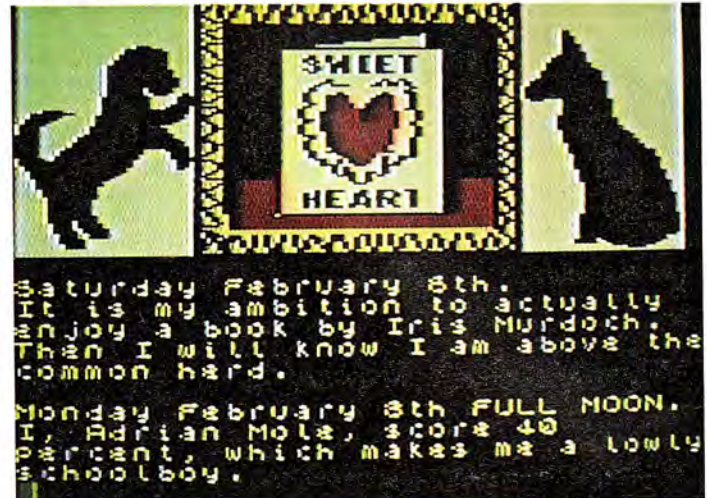 SWEET
HEART
Saturday February 6th.
It is my ambition to actually
enjoy a book by Iris Murdoch.
Then I will know I am above the
common herd.
Monday February 8th FULL MOON.
I, Adrian Mole, score 40
percent, which makes me a lowly
schoolboy.